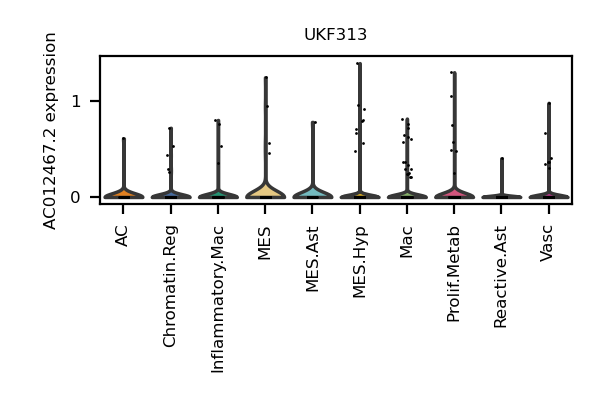 UKF313
AC012467.2 expression
1
0
AC
Chromatin.Reg
Inflammatory.Mac
MES
MES.Ast
MES.Hyp
Mac
Prolif.Metab
Reactive.Ast
Vasc